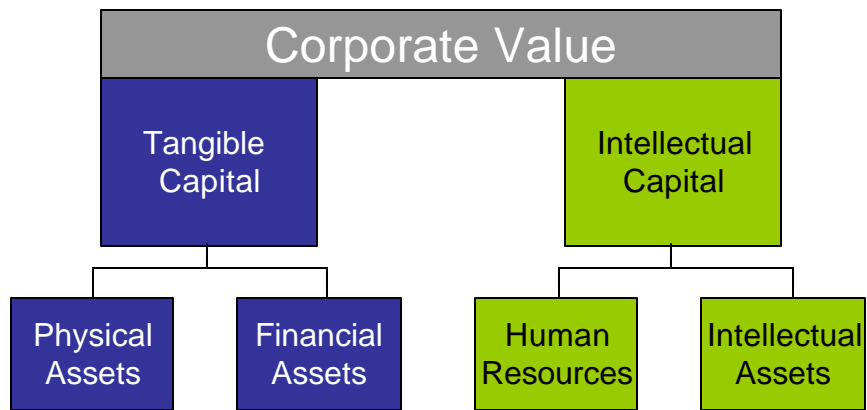 Corporate Value
Tangible
Capital
Intellectual
Capital
Physical
Assets
Financial
Assets
Human
Resources
Intellectual
Assets